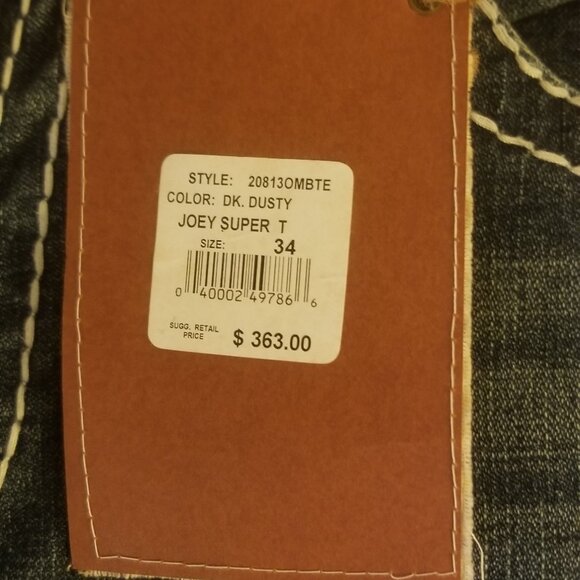 STYLE: 20813OMBTE
COLOR: DK. DUSTY
JOEY SUPER T
SIZE: 34
0 40002 49786 6
SUGG. RETAIL PRICE $ 363.00